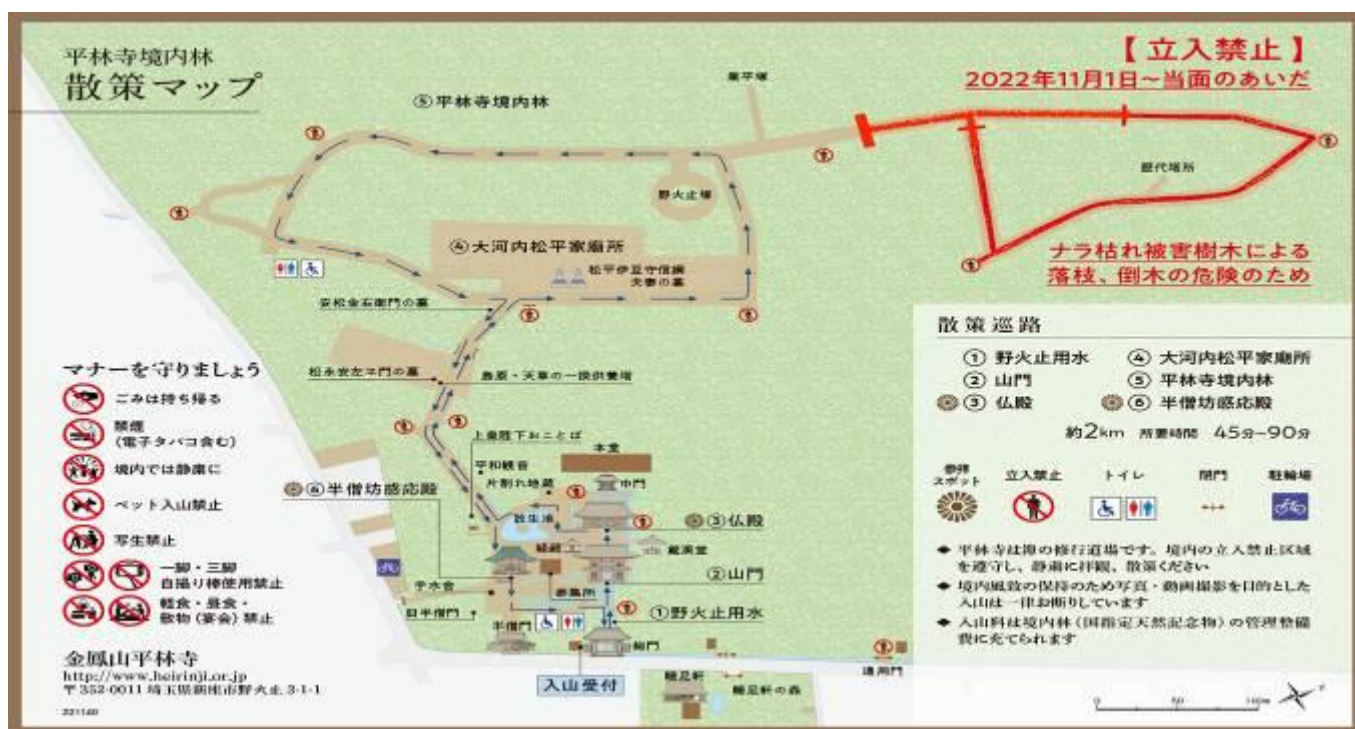 平林寺境内林
散策マップ
【立入禁止】
2022年11月1日~当面のあいだ
⑤平林寺境内林
業平塚
野火止塚
歴代塔所
④大河内松平家廟所
松平伊豆守信綱
夫妻の墓
ナラ枯れ被害樹木による
落枝、倒木の危険のため
安松金右衛門の墓
松永安左エ門の墓
島原・天草の一揆供養塔
マナーを守りましょう
ごみは持ち帰る
禁煙
(電子タバコ含む)
境内では静粛に
ペット入山禁止
写生禁止
一脚・三脚
自撮り棒使用禁止
軽食・昼食・
敷物(宴会)禁止
上皇陛下おことば
平和観音
片割れ地蔵
本堂
中門
⑥半僧坊感応殿
放生池
③仏殿
経蔵
戴渓堂
②山門
手水舎
旧半僧門
半僧門
①野火止用水
総門
入山受付
通用門
睡足軒
睡足軒の森
散策巡路
① 野火止用水
② 山門
③ 仏殿
④ 大河内松平家廟所
⑤ 平林寺境内林
⑥ 半僧坊感応殿
約2km 所要時間 45分−90分
参拝
スポット
立入禁止
トイレ
閉門
駐輪場
◆ 平林寺は禅の修行道場です。境内の立入禁止区域
を遵守し、静粛に拝観、散策ください
◆ 境内風致の保持のため写真・動画撮影を目的とした
入山は一律お断りしています
◆ 入山料は境内林(国指定天然記念物)の管理整備
費に充てられます
金鳳山平林寺
http://www.heirinji.or.jp
〒352-0011 埼玉県新座市野火止 3-1-1
221140
0 50 100m